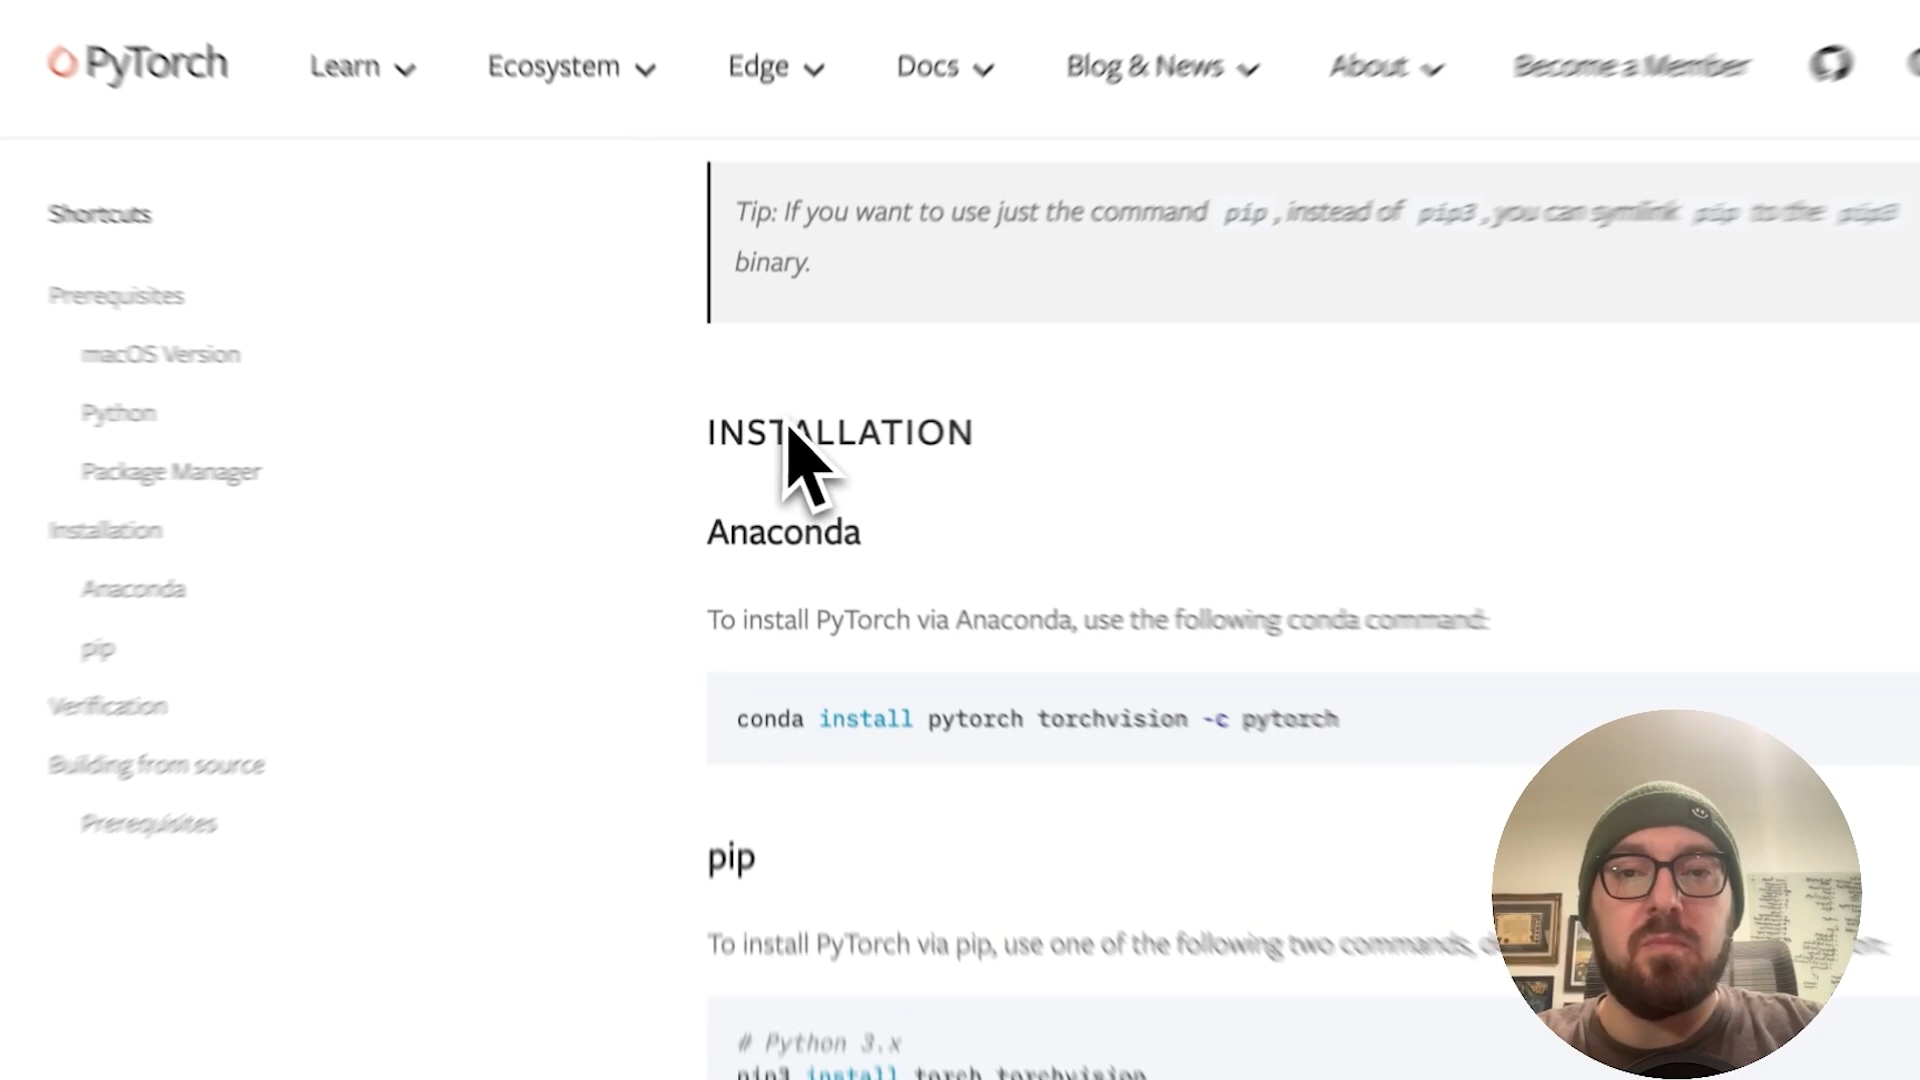 PyTorch
Learn
Ecosystem
Edge
Docs
Blog & News
About
Become a Member
Shortcuts
Prerequisites
macOS Version
Python
Package Manager
Installation
Anaconda
pip
Verification
Building from source
Prerequisites
Tip: If you want to use just the command pip , instead of pip3 , you can symlink pip to the pip3
binary.
INSTALLATION
Anaconda
To install PyTorch via Anaconda, use the following conda command:
conda install pytorch torchvision -c pytorch
pip
To install PyTorch via pip, use one of the following two commands,
# Python 3.x
pip3 install torch torchvision